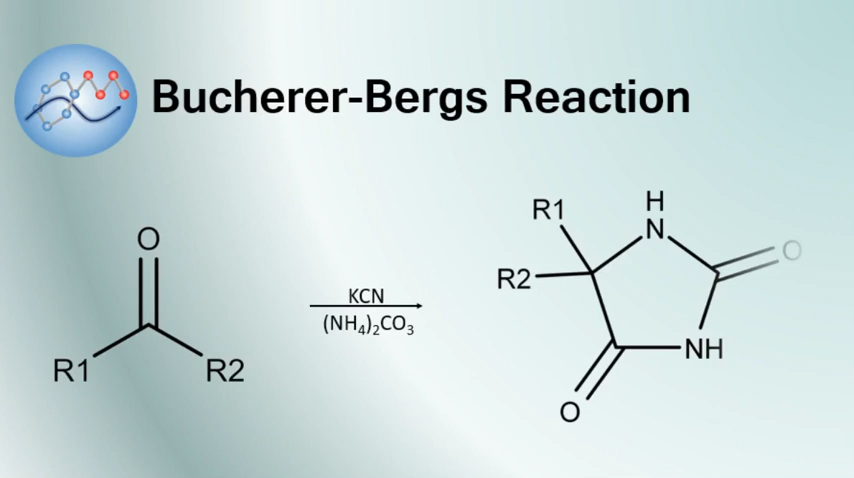 Bucherer-Bergs Reaction
O
R1
R2
KCN
(NH₄)₂CO₃
R1
R2
H
N
O
NH
O